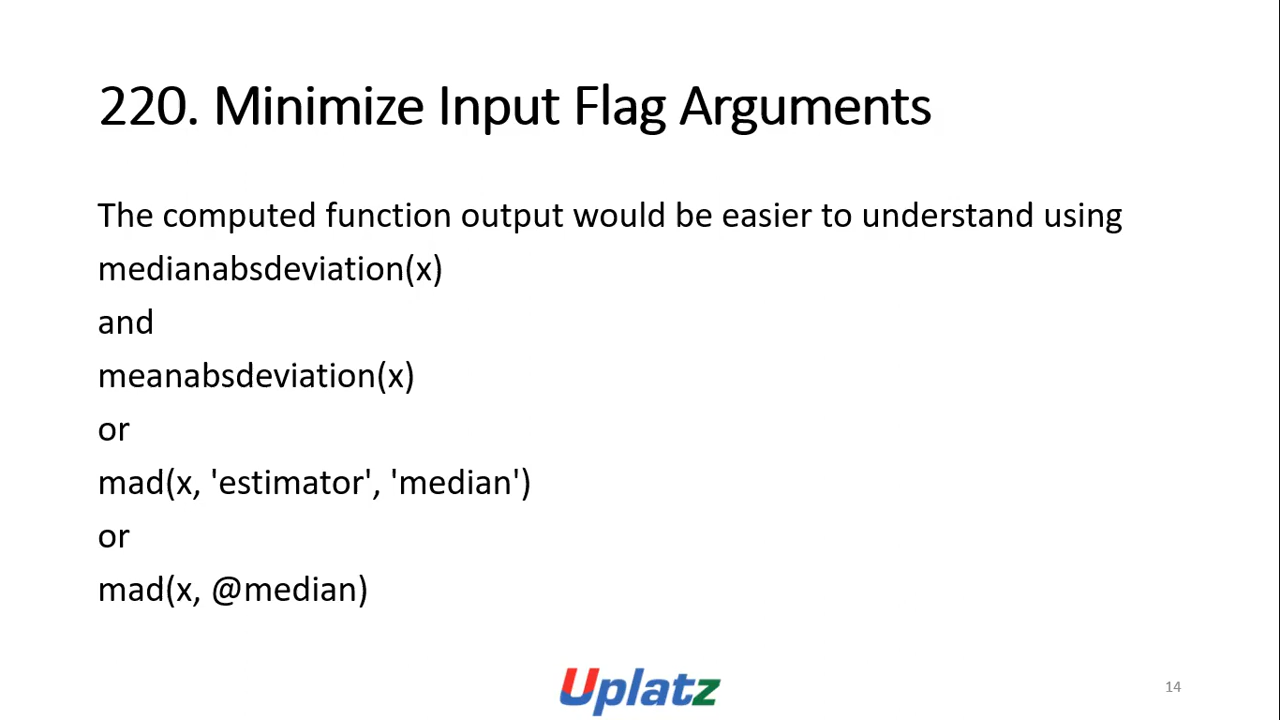 220. Minimize Input Flag Arguments
The computed function output would be easier to understand using
medianabsdeviation(x)
and
meanabsdeviation(x)
or
mad(x, 'estimator', 'median')
or
mad(x, @median)
Uplatz
14